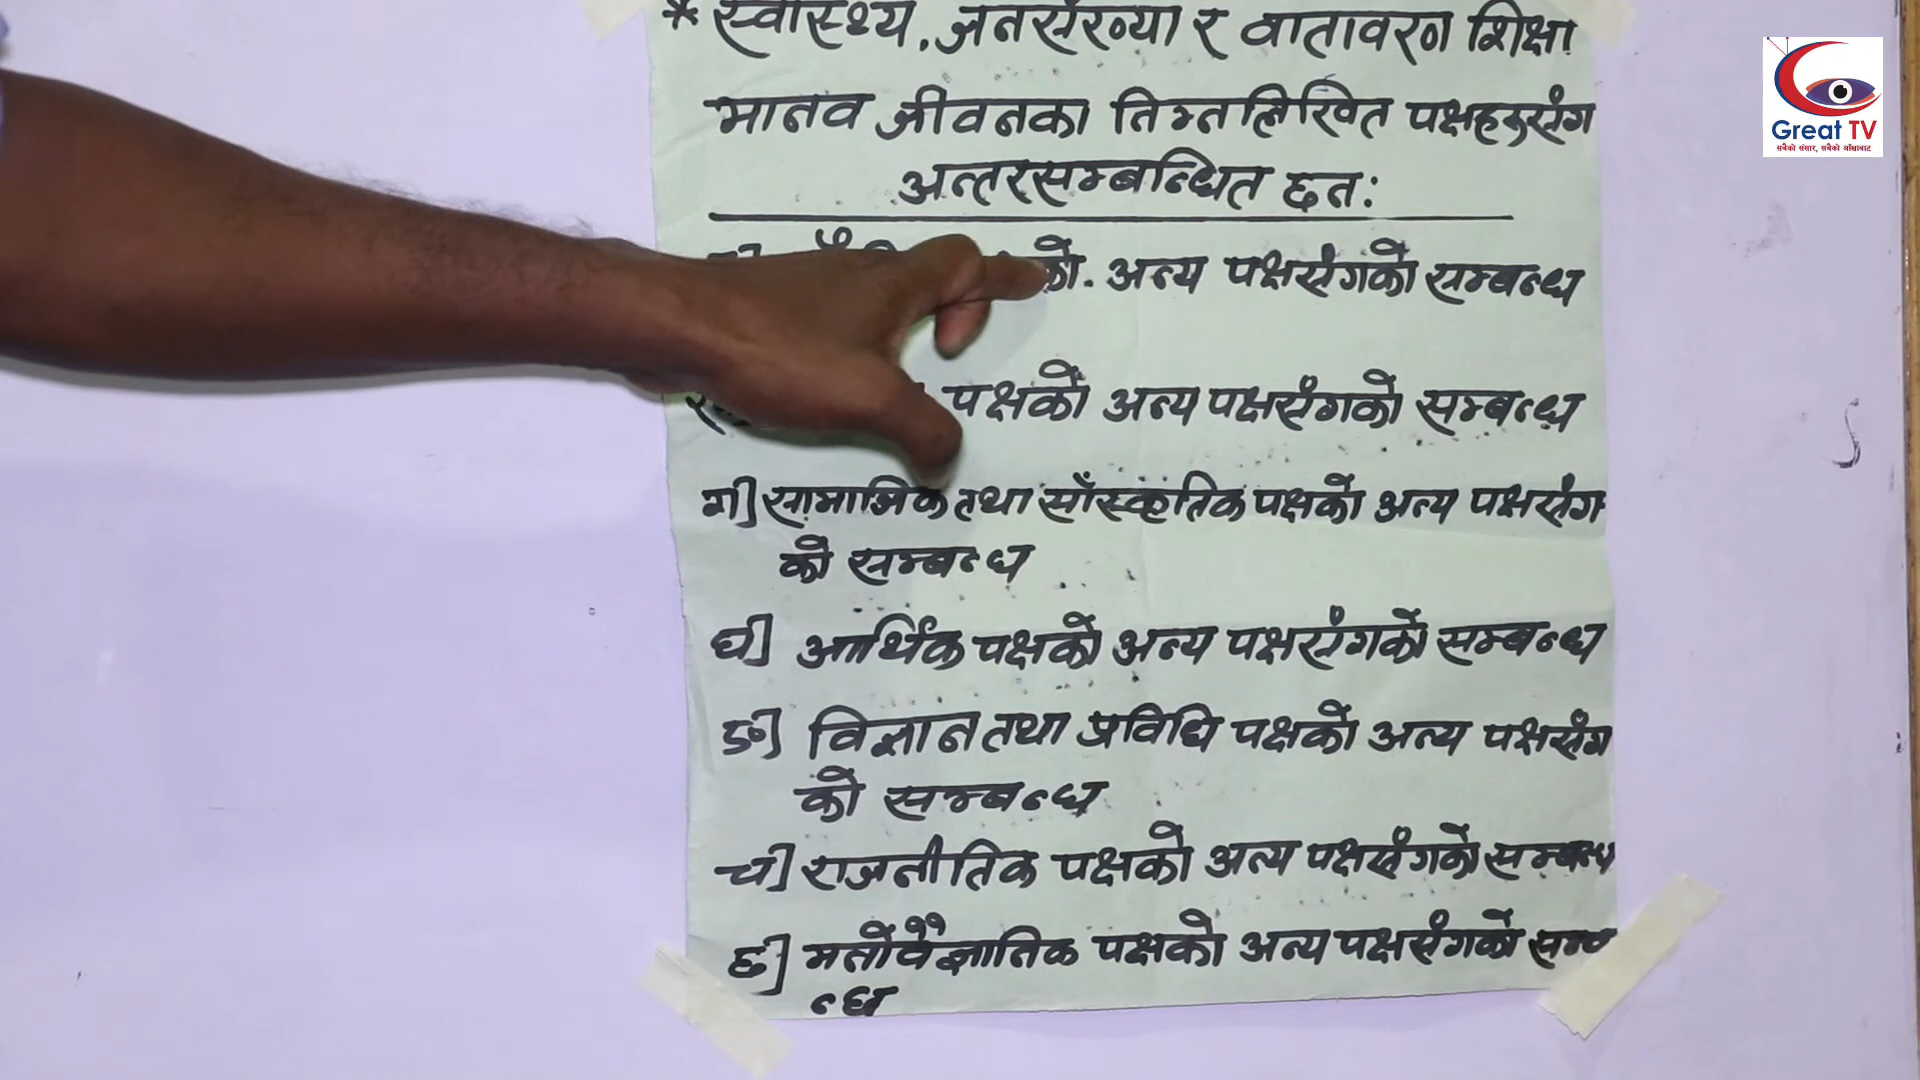 * स्वास्थ्य, जनसंख्या र वातावरण शिक्षा
मानव जीवनका निम्नलिखित पक्षहरूसंग
अन्तरसम्बन्धित छन:
को. अन्य पक्षसंगको सम्बन्ध
पक्षको अन्य पक्षसंगको सम्बन्ध
ग] सामाजिक तथा साँस्कृतिक पक्षको अन्य पक्षसंग
को सम्बन्ध
घ] आर्थिक पक्षको अन्य पक्षसंगको सम्बन्ध
ङ] विज्ञान तथा प्रविधि पक्षको अन्य पक्षसंग
को सम्बन्ध
च] राजनीतिक पक्षको अन्य पक्षसंगको सम्बन्ध
छ] मनोवैज्ञानिक पक्षको अन्य पक्षसंगको सम्ब
न्ध
Great TV
सबैको संसार, सबैको आँखाबाट